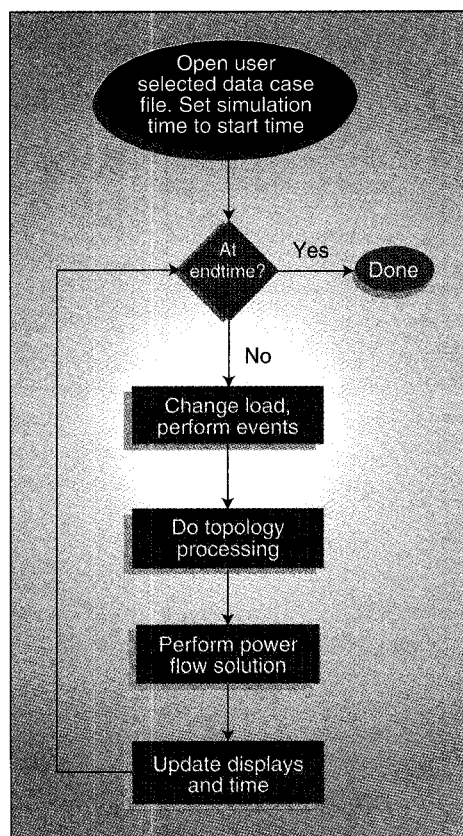 Open user
selected data case
file. Set simulation
time to start time
At
endtime?
Yes
Done
No
Change load,
perform events
Do topology
processing
Perform power
flow solution
Update displays
and time